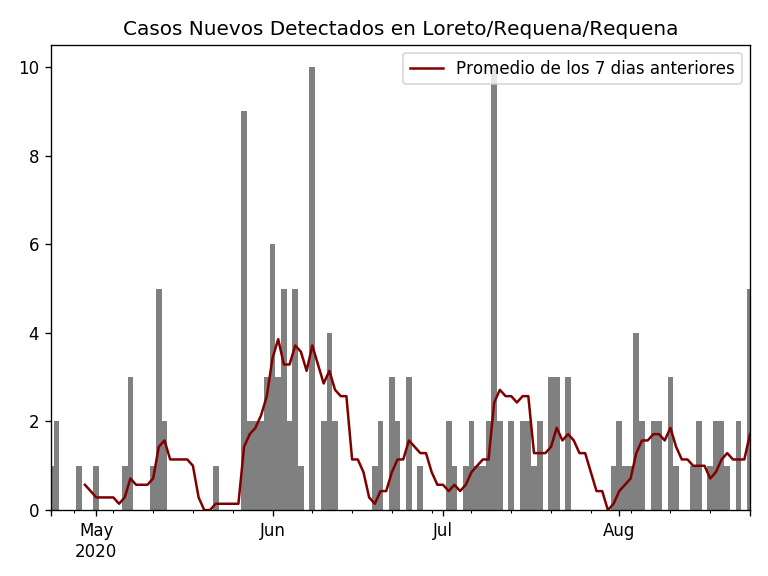 Casos Nuevos Detectados en Loreto/Requena/Requena
Promedio de los 7 dias anteriores
10
8
6
4
2
0
May Jun Jul Aug
2020